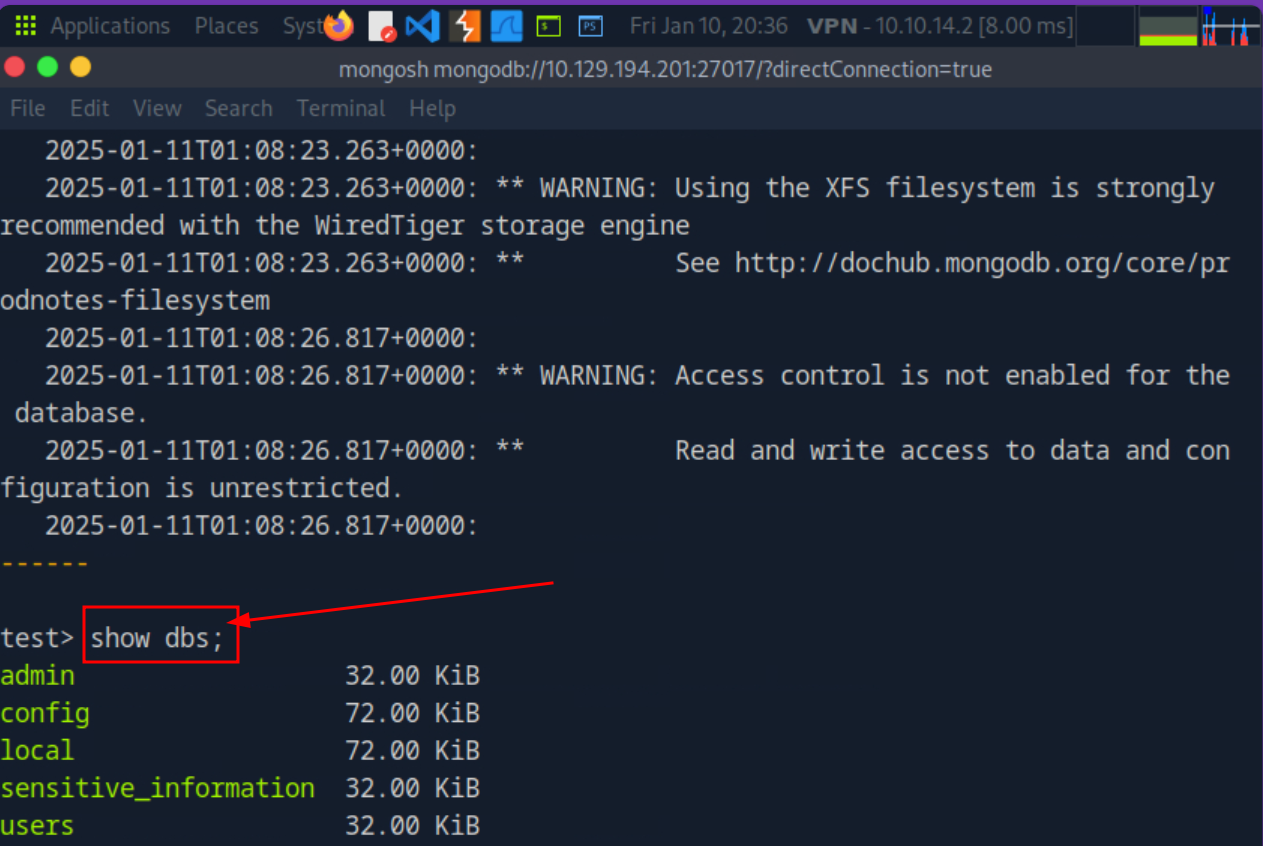 Applications Places Syst $ PS Fri Jan 10, 20:36 VPN - 10.10.14.2 [8.00 ms]
mongosh mongodb://10.129.194.201:27017/?directConnection=true
File Edit View Search Terminal Help
   2025-01-11T01:08:23.263+0000:
   2025-01-11T01:08:23.263+0000: ** WARNING: Using the XFS filesystem is strongly
recommended with the WiredTiger storage engine
   2025-01-11T01:08:23.263+0000: **          See http://dochub.mongodb.org/core/pr
odnotes-filesystem
   2025-01-11T01:08:26.817+0000:
   2025-01-11T01:08:26.817+0000: ** WARNING: Access control is not enabled for the
 database.
   2025-01-11T01:08:26.817+0000: **          Read and write access to data and con
figuration is unrestricted.
   2025-01-11T01:08:26.817+0000:
------
test> show dbs;
admin                  32.00 KiB
config                 72.00 KiB
local                  72.00 KiB
sensitive_information  32.00 KiB
users                  32.00 KiB